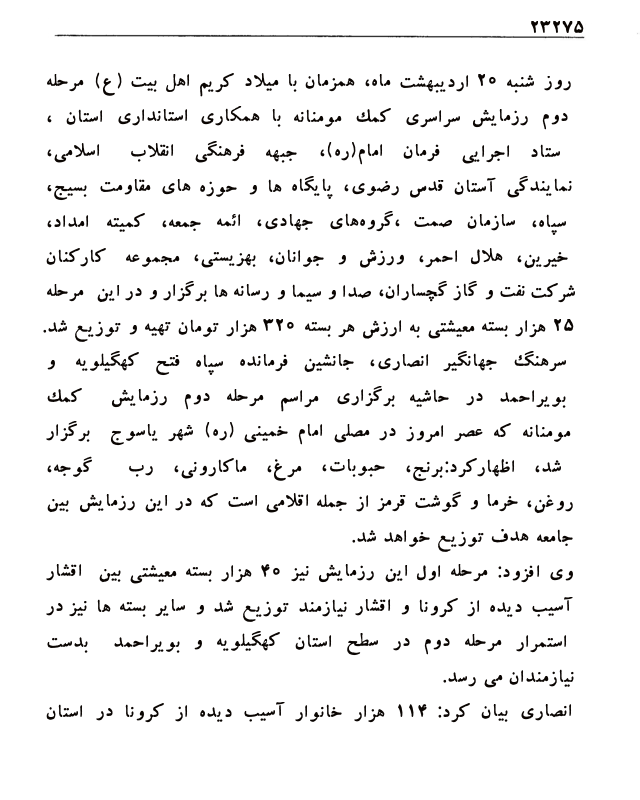 ۲۳۲۷۵
روز شنبه ۲۰ اردیبهشت ماه، همزمان با میلاد کریم اهل بیت (ع) مرحله
دوم رزمایش سراسری کمك مومنانه با همکاری استانداری استان ،
ستاد اجرایی فرمان امام(ره)، جبهه فرهنگی انقلاب اسلامی،
نمایندگی آستان قدس رضوی، پایگاه ها و حوزه های مقاومت بسیج،
سپاه، سازمان صمت ،گروه‌های جهادی، ائمه جمعه، کمیته امداد،
خیرین، هلال احمر، ورزش و جوانان، بهزیستی، مجموعه کارکنان
شرکت نفت و گاز گچساران، صدا و سیما و رسانه ها برگزار و در این مرحله
۲۵ هزار بسته معیشتی به ارزش هر بسته ۳۲۰ هزار تومان تهیه و توزیع شد.
سرهنگ جهانگیر انصاری، جانشین فرمانده سپاه فتح کهگیلویه و
بویراحمد در حاشیه برگزاری مراسم مرحله دوم رزمایش کمك
مومنانه که عصر امروز در مصلی امام خمینی (ره) شهر یاسوج برگزار
شد، اظهارکرد:برنج، حبوبات، مرغ، ماکارونی، رب گوجه،
روغن، خرما و گوشت قرمز از جمله اقلامی است که در این رزمایش بین
جامعه هدف توزیع خواهد شد.
وی افزود: مرحله اول این رزمایش نیز ۴۰ هزار بسته معیشتی بین اقشار
آسیب دیده از کرونا و اقشار نیازمند توزیع شد و سایر بسته ها نیز در
استمرار مرحله دوم در سطح استان کهگیلویه و بویراحمد بدست
نیازمندان می رسد.
انصاری بیان کرد: ۱۱۴ هزار خانوار آسیب دیده از کرونا در استان